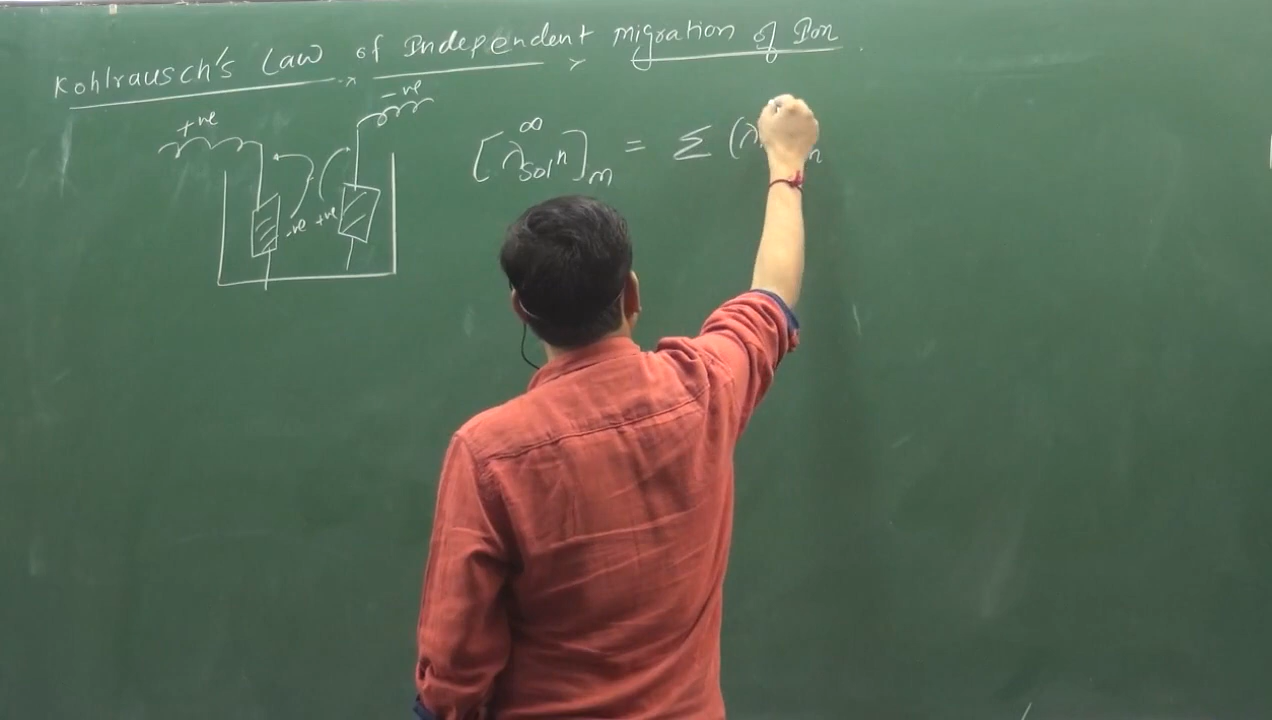 Kohlrausch's Law of Independent migration of Ion
+ve
-ve
[λ∞ solⁿ]m = Σ (λ
-ve +ve